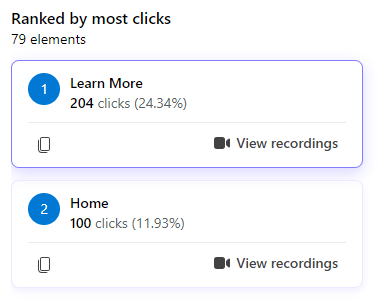 Ranked by most clicks
79 elements
1
Learn More
204 clicks (24.34%)
View recordings
2
Home
100 clicks (11.93%)
View recordings